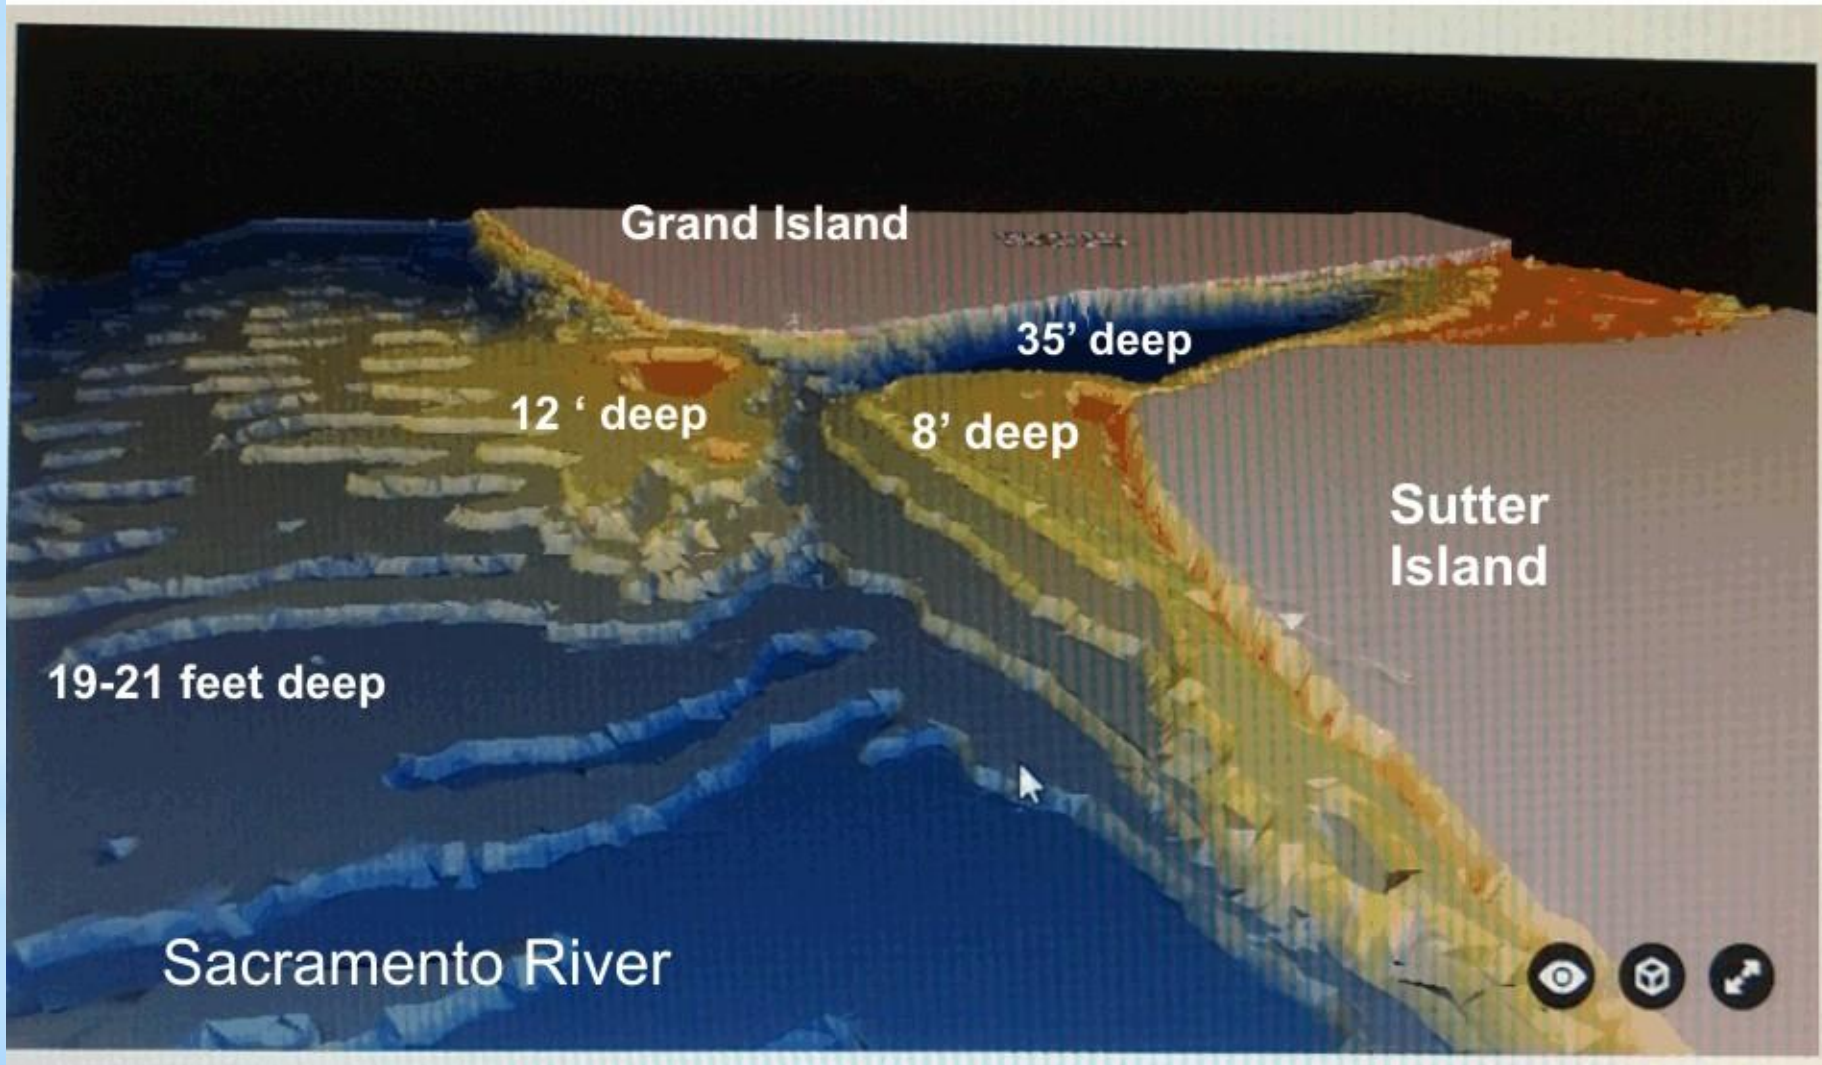 Grand Island
35’ deep
12 ‘ deep
8’ deep
Sutter
Island
19-21 feet deep
Sacramento River